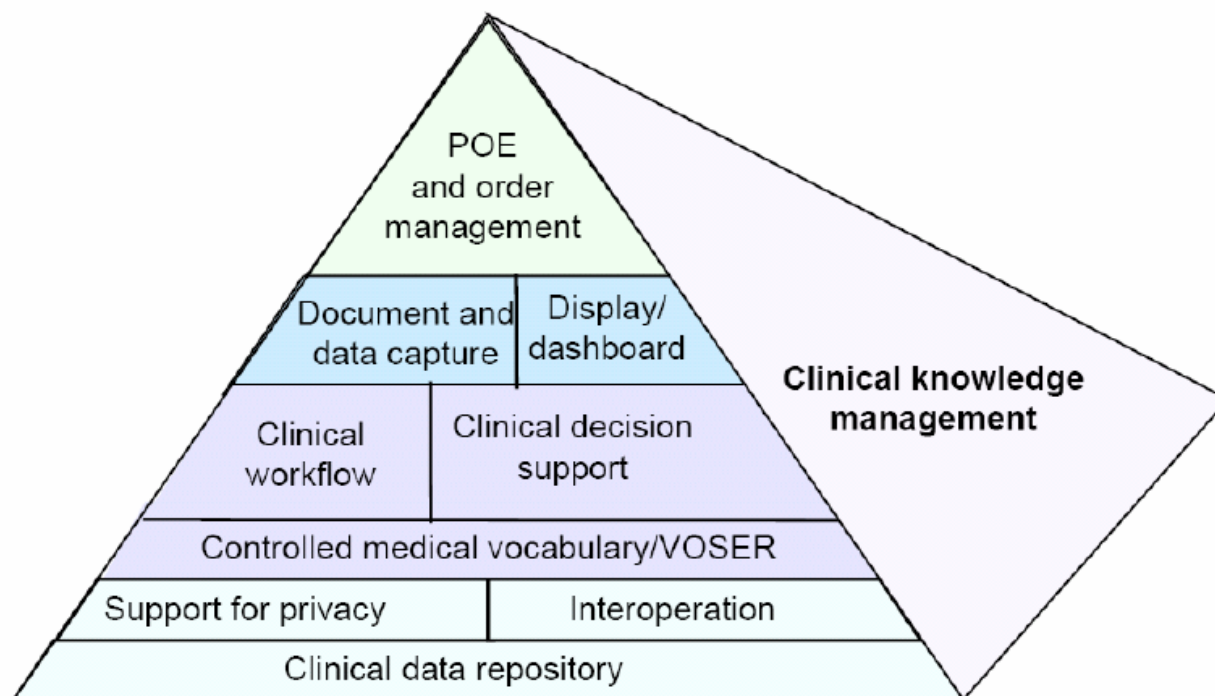 POE
and order
management
Document and
data capture
Display/
dashboard
Clinical knowledge
management
Clinical
workflow
Clinical decision
support
Controlled medical vocabulary/VOSER
Support for privacy
Interoperation
Clinical data repository